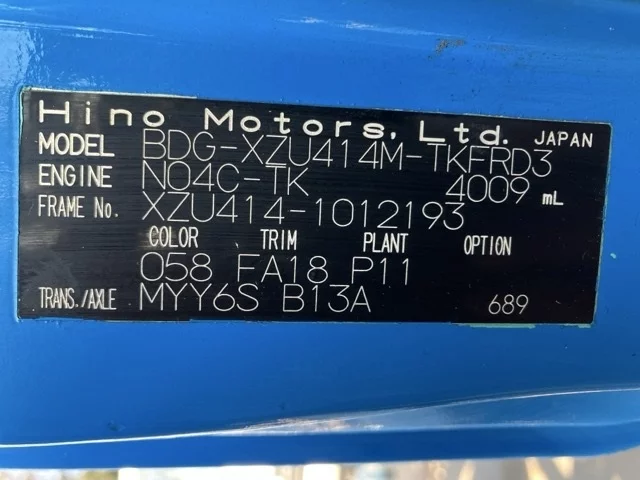 Hino Motors, Ltd. JAPAN
MODEL BDG-XZU414M-TKFRD3
ENGINE N04C-TK 4009 mL
FRAME No. XZU414-1012193
COLOR TRIM PLANT OPTION
058 FA18 P11
TRANS./AXLE MYY6S B13A 689